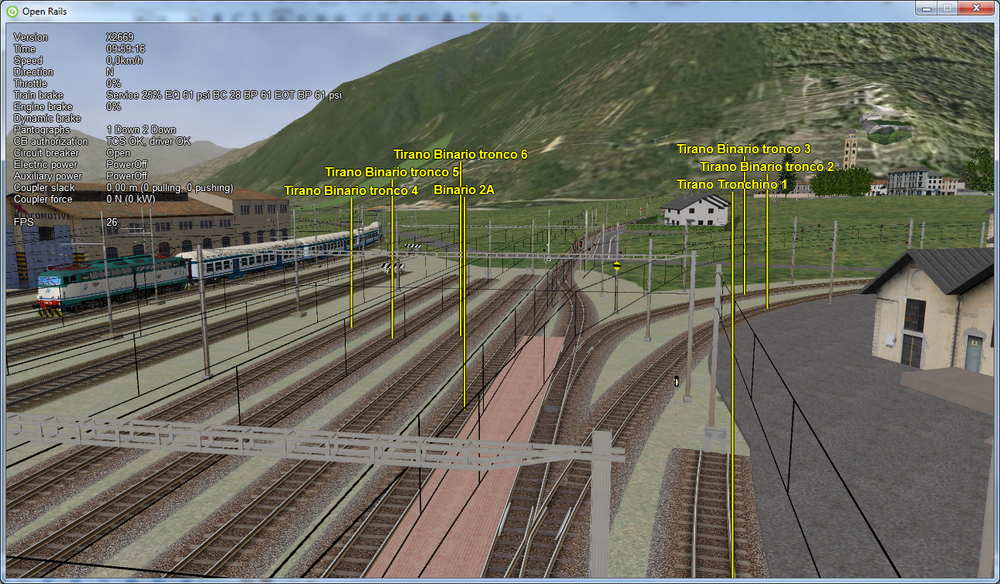 Open Rails
Version X2669
Time 09:59:16
Speed 0,0km/h
Direction N
Throttle 0%
Train brake Service 25% EQ 61 psi BC 28 BP 61 EOT BP 61 psi
Engine brake 0%
Dynamic brake
Pantographs 1 Down 2 Down
CB authorization TCS OK, driver OK
Circuit breaker Open
Electric power PowerOff
Auxiliary power PowerOff
Coupler slack 0,00 m (0 pulling, 0 pushing)
Coupler force 0 N (0 kW)
FPS 26
Tirano Binario tronco 6
Tirano Binario tronco 5
Tirano Binario tronco 4
Binario 2A
Tirano Binario tronco 3
Tirano Binario tronco 2
Tirano Tronchino 1